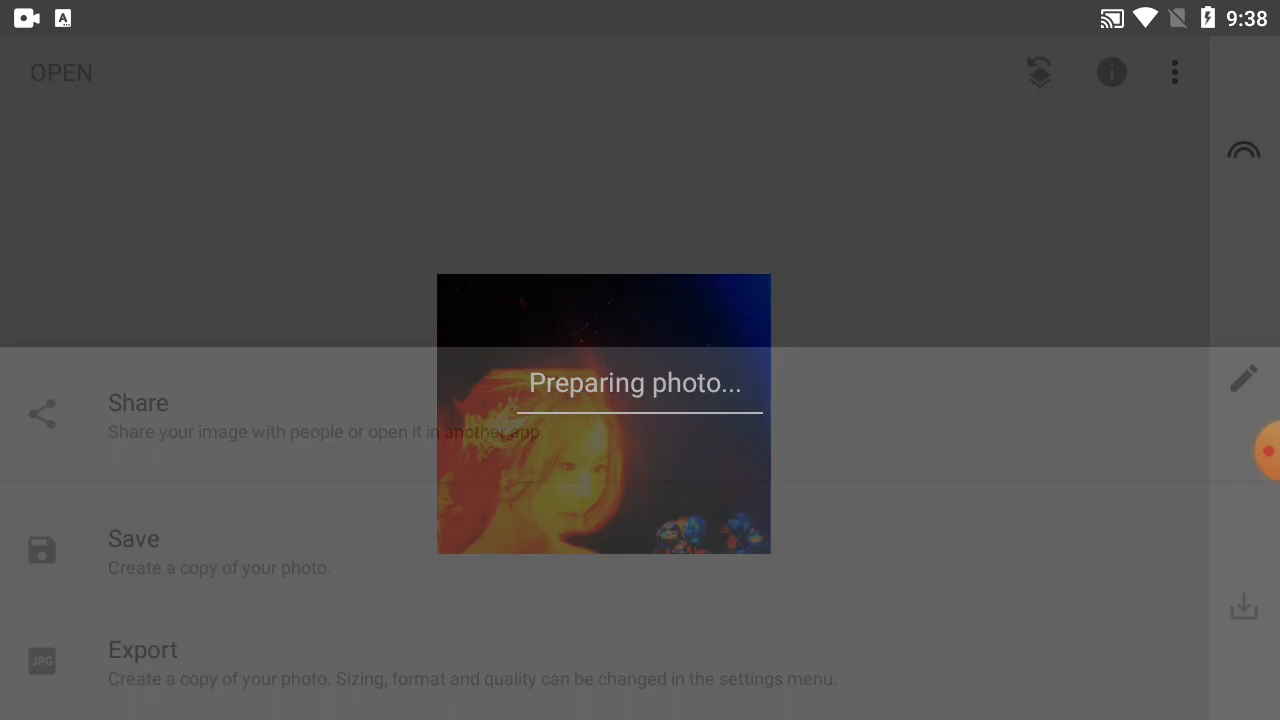 9:38
OPEN
Preparing photo...
Share
Share your image with people or open it in another app.
Save
Create a copy of your photo.
JPG
Export
Create a copy of your photo. Sizing, format and quality can be changed in the settings menu.